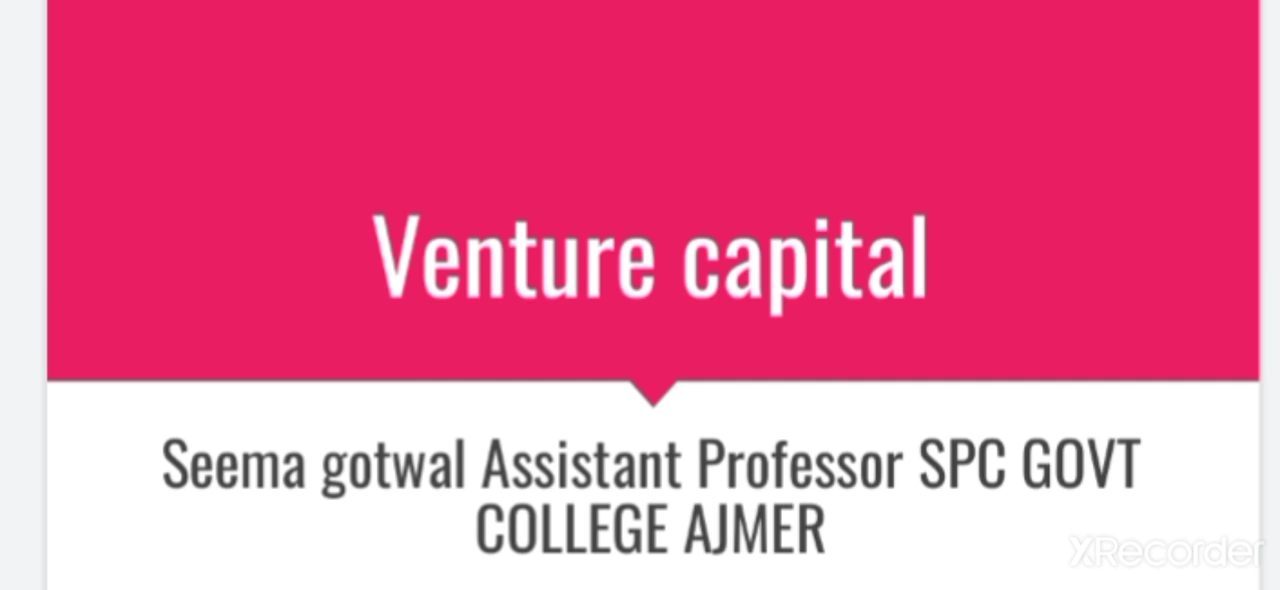 Venture capital
Seema gotwal Assistant Professor SPC GOVT
COLLEGE AJMER
XRecorder